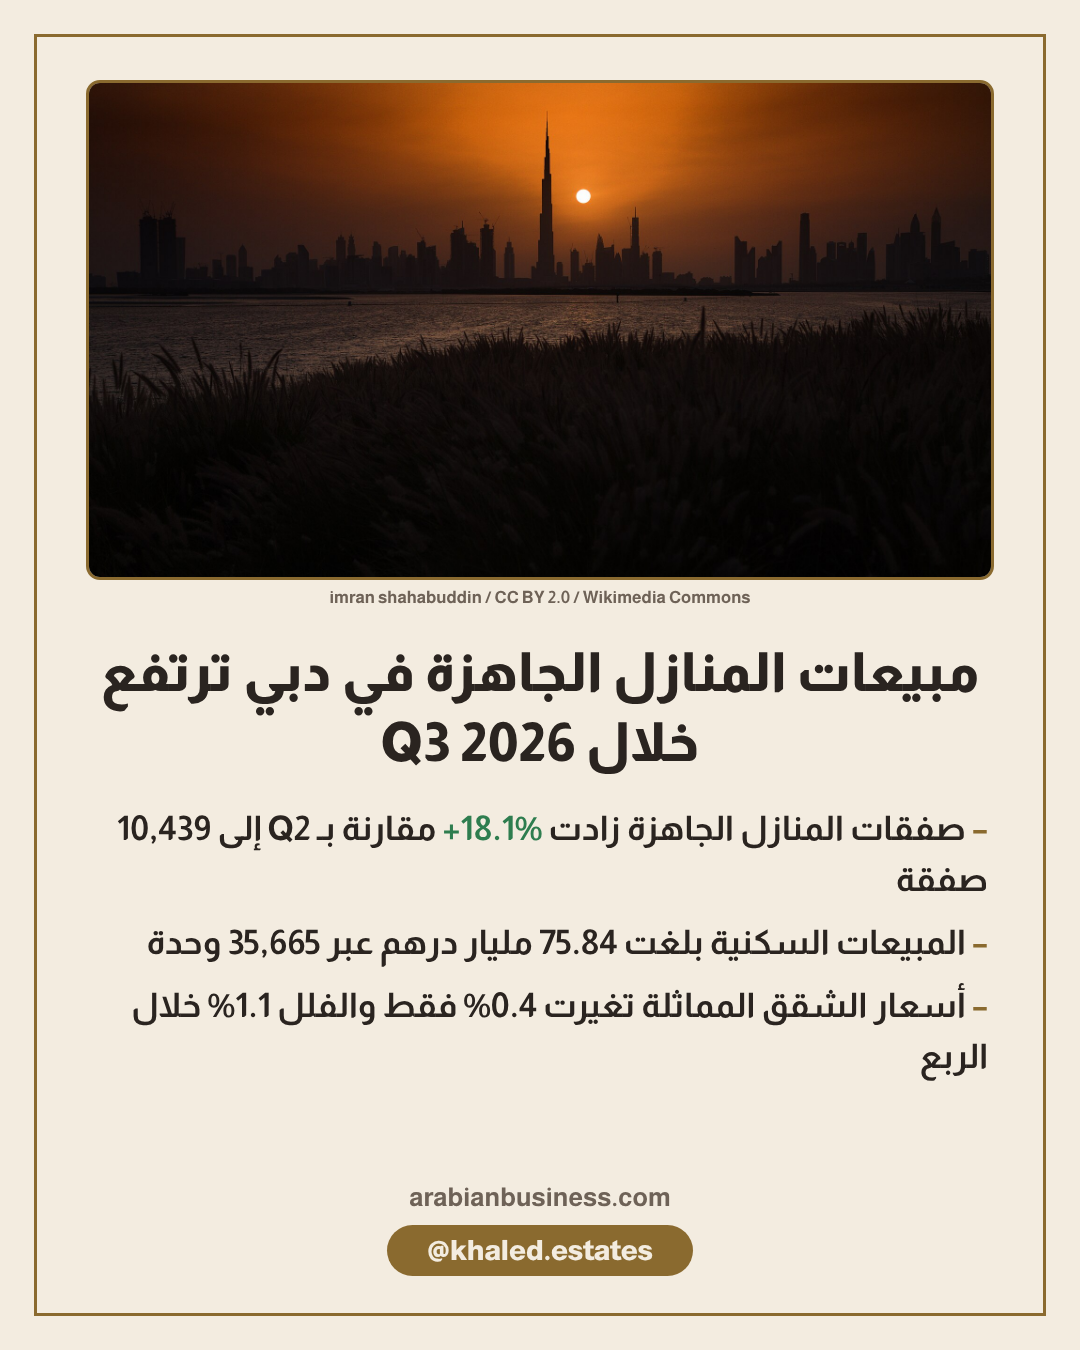 imran shahabuddin / CC BY 2.0 / Wikimedia Commons
مبيعات المنازل الجاهزة في دبي ترتفع
خلال Q3 2026
– صفقات المنازل الجاهزة زادت +18.1% مقارنة بـ Q2 إلى 10,439
صفقة
– المبيعات السكنية بلغت 75.84 مليار درهم عبر 35,665 وحدة
– أسعار الشقق المماثلة تغيرت 0.4% فقط والفلل 1.1% خلال
الربع
arabianbusiness.com
@khaled.estates